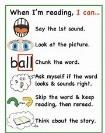 When I'm reading, I can...
Say the 1st sound.
Look at the picture.
ball
Chunk the word.
Ask myself if the word
looks & sounds right.
Skip the word & keep
reading, then reread.
Think about the story.